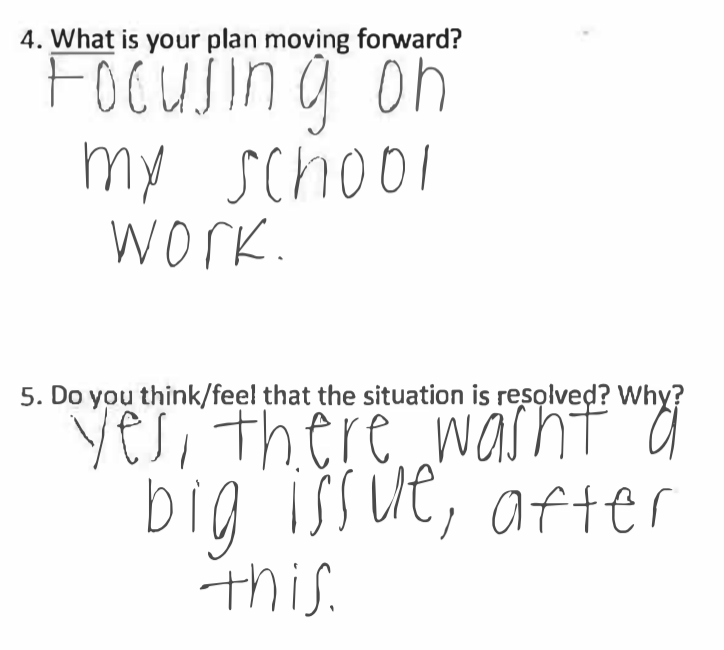 4. What is your plan moving forward?
Focusing on
my school
work.
5. Do you think/feel that the situation is resolved? Why?
yes, there wasnt a
big issue, after
this.